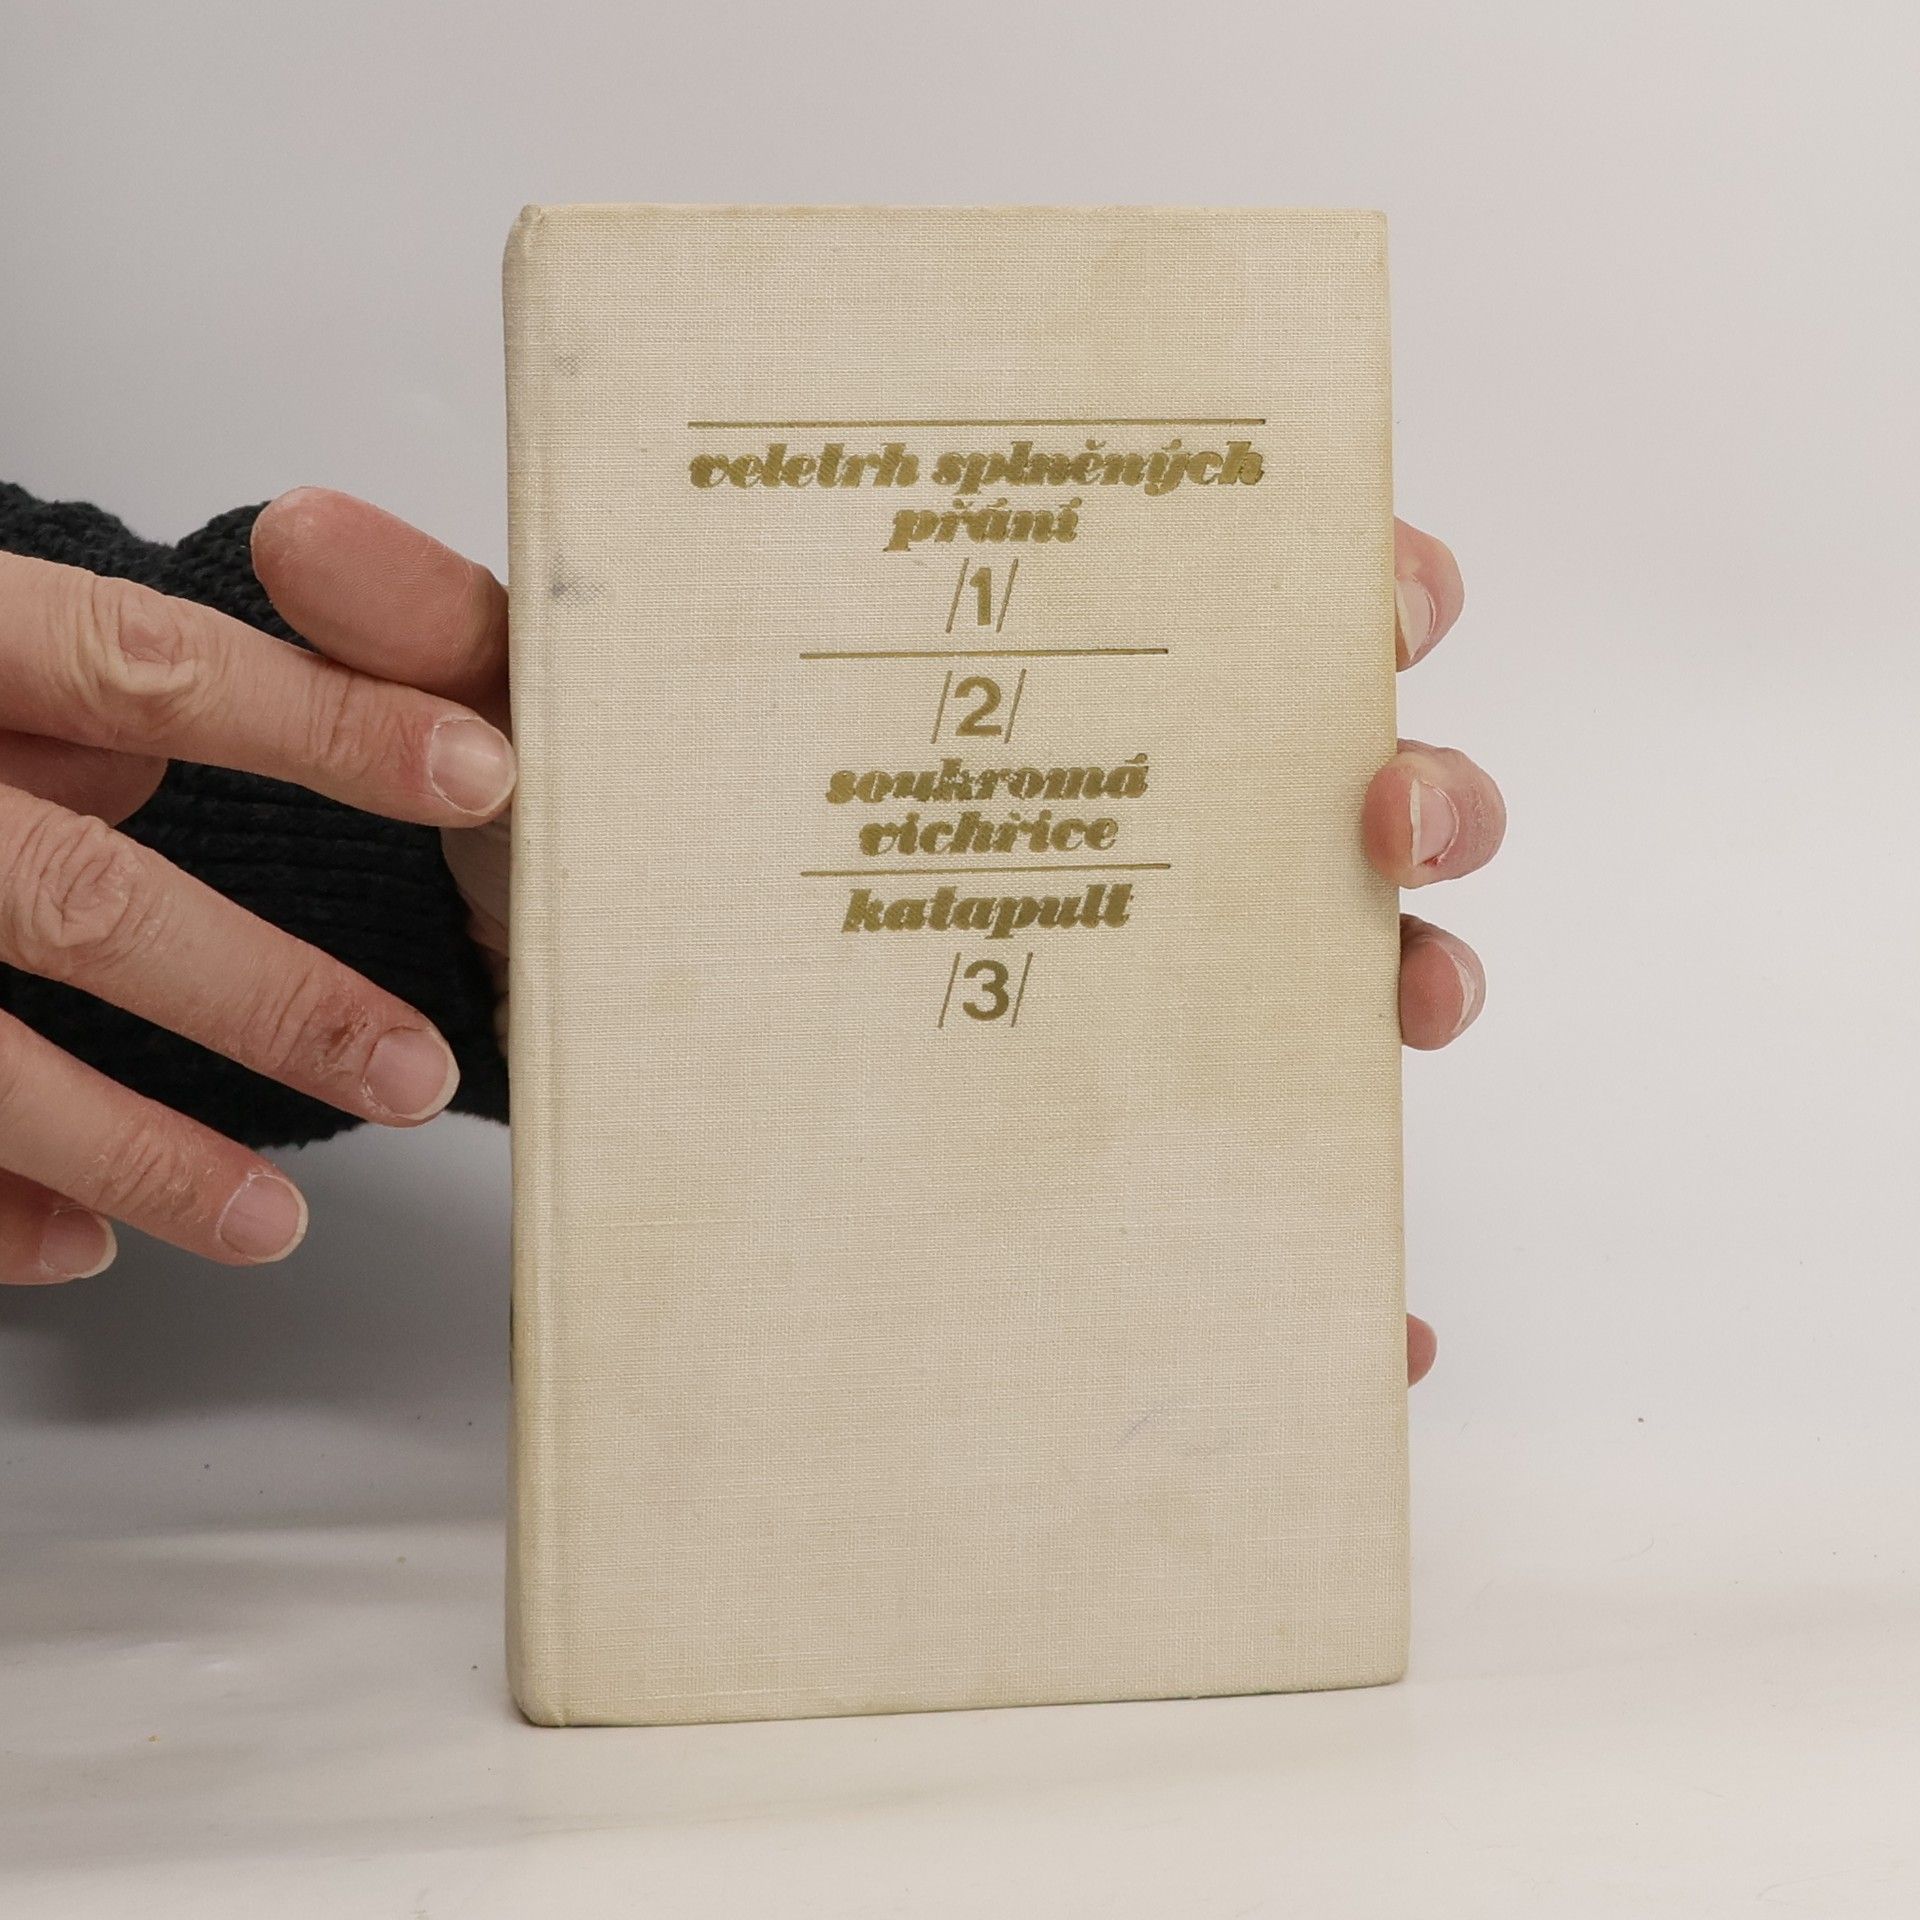 veletrh splněných
přání
/1/
/2/
soukromá
vichřice
katapult
/3/